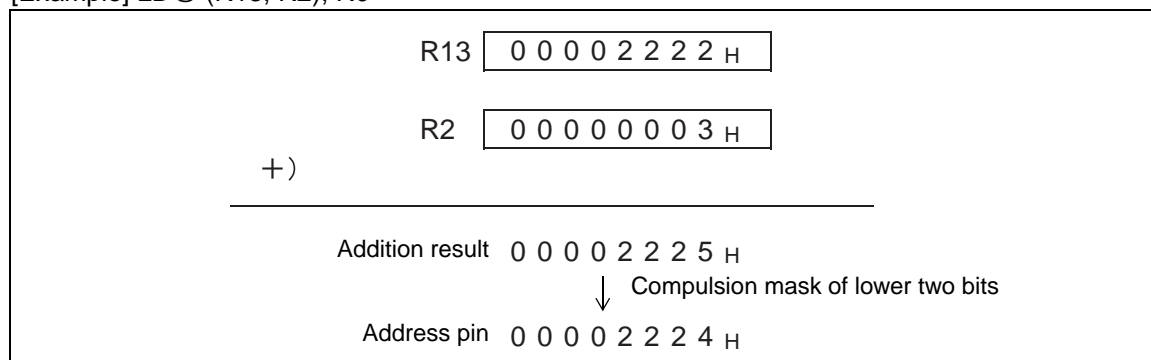 R13 0 0 0 0 2 2 2 2 H
R2 0 0 0 0 0 0 0 3 H
+)
Addition result 0 0 0 0 2 2 2 5 H
↓ Compulsion mask of lower two bits
Address pin 0 0 0 0 2 2 2 4 H